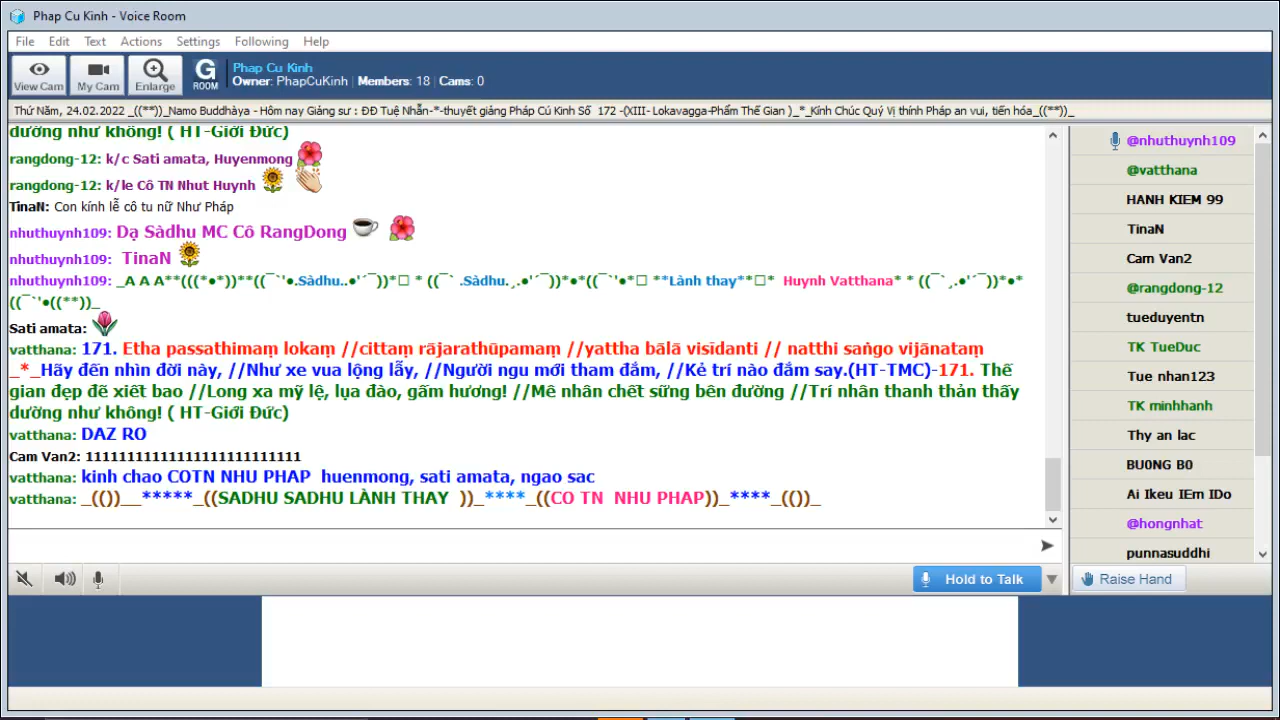 Phap Cu Kinh - Voice Room
File Edit Text Actions Settings Following Help
View Cam My Cam Enlarge G ROOM
Phap Cu Kinh
Owner: PhapCuKinh | Members: 18 | Cams: 0
Thứ Năm, 24.02.2022 _((**))_Namo Buddhàya - Hôm nay Giảng sư : ĐĐ Tuệ Nhẫn-*-thuyết giảng Pháp Cú Kinh Số 172 -(XIII- Lokavagga-Phẩm Thế Gian )_*_Kính Chúc Quý Vị thính Pháp an vui, tiến hóa_((**))_
dường như không! ( HT-Giới Đức)
rangdong-12: k/c Sati amata, Huyenmong
rangdong-12: k/le Cô TN Nhut Huynh
TinaN: Con kính lễ cô tu nữ Như Pháp
nhuthuynh109: Dạ Sàdhu MC Cô RangDong
nhuthuynh109: TinaN
nhuthuynh109: _A A A**(((*●*))**((¯`'●.Sàdhu..●'´¯))*□ * ((¯` .Sàdhu.¸.●'´¯))*●*((¯`'●*□ **Lành thay**□* Huynh Vatthana* * ((¯`¸.●'´¯))*●*
((¯`'●((**))_
Sati amata:
vatthana: 171. Etha passathimaṃ lokaṃ //cittaṃ rājarathūpamaṃ //yattha bālā visīdanti // natthi saṅgo vijānataṃ
_*_Hãy đến nhìn đời này, //Như xe vua lộng lẫy, //Người ngu mới tham đắm, //Kẻ trí nào đắm say.(HT-TMC)-171. Thế
gian đẹp đẽ xiết bao //Long xa mỹ lệ, lụa đào, gấm hương! //Mê nhân chết sững bên đường //Trí nhân thanh thản thấy
dường như không! ( HT-Giới Đức)
vatthana: DAZ RO
Cam Van2: 11111111111111111111111111
vatthana: kinh chao COTN NHU PHAP huenmong, sati amata, ngao sac
vatthana: _(())__*****_((SADHU SADHU LÀNH THAY ))_****_((CO TN NHU PHAP))_****_(())_
@nhuthuynh109
@vatthana
HANH KIEM 99
TinaN
Cam Van2
@rangdong-12
tueduyentn
TK TueDuc
Tue nhan123
TK minhhanh
Thy an lac
BU0NG B0
Ai lkeu IEm IDo
@hongnhat
punnasuddhi
Hold to Talk
Raise Hand